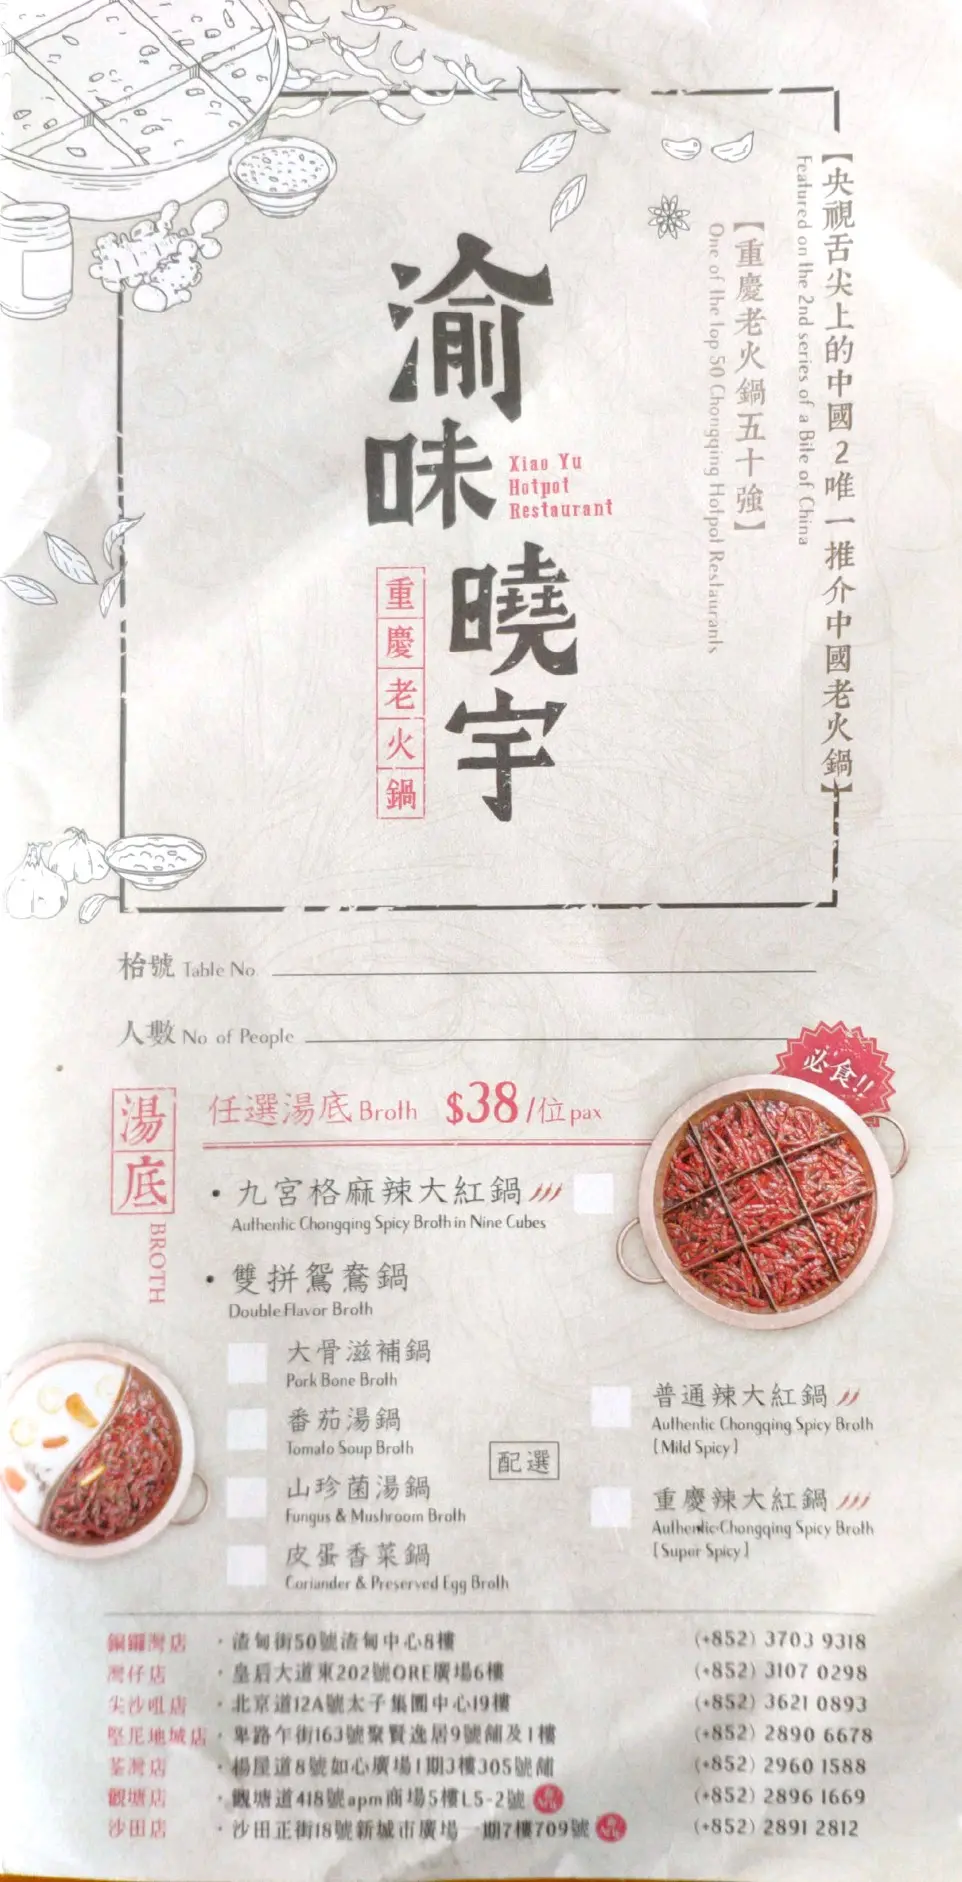 【央視舌尖上的中國2唯一推介中國老火鍋】
Featured on the 2nd series of a Bite of China
【重慶老火鍋五十強】
One of the top 50 Chongqing Hotpot Restaurants
渝味曉宇
Xiao Yu
Hotpot
Restaurant
重慶老火鍋
枱號 Table No.
人數 No. of People
必食!!
湯底
BROTH
任選湯底 Broth $38/位 pax
• 九宮格麻辣大紅鍋
Authentic Chongqing Spicy Broth in Nine Cubes
• 雙拼鴛鴦鍋
Double Flavor Broth
大骨滋補鍋
Pork Bone Broth
番茄湯鍋
Tomato Soup Broth
山珍菌湯鍋
Fungus & Mushroom Broth
皮蛋香菜鍋
Coriander & Preserved Egg Broth
配選
普通辣大紅鍋
Authentic Chongqing Spicy Broth
[Mild Spicy]
重慶辣大紅鍋
Authentic Chongqing Spicy Broth
[Super Spicy]
銅鑼灣店 · 渣甸街50號渣甸中心8樓 (+852) 3703 9318
灣仔店 · 皇后大道東202號ORE廣場6樓 (+852) 3107 0298
尖沙咀店 · 北京道12A號太子集團中心19樓 (+852) 3621 0893
堅尼地城店 · 卑路乍街163號聚賢逸居9號舖及1樓 (+852) 2890 6678
荃灣店 · 楊屋道8號如心廣場1期3樓305號舖 (+852) 2960 1588
觀塘店 · 觀塘道418號apm商場5樓L5-2號 (+852) 2896 1669
沙田店 · 沙田正街18號新城市廣場一期7樓709號 (+852) 2891 2812